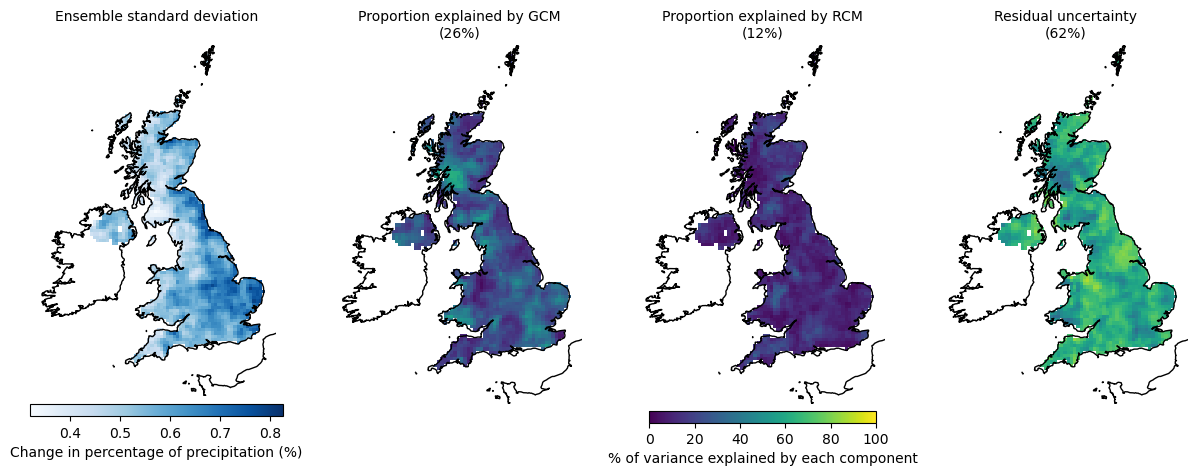 Ensemble standard deviation
Proportion explained by GCM
(26%)
Proportion explained by RCM
(12%)
Residual uncertainty
(62%)
0.4 0.5 0.6 0.7 0.8
Change in percentage of precipitation (%)
0 20 40 60 80 100
% of variance explained by each component